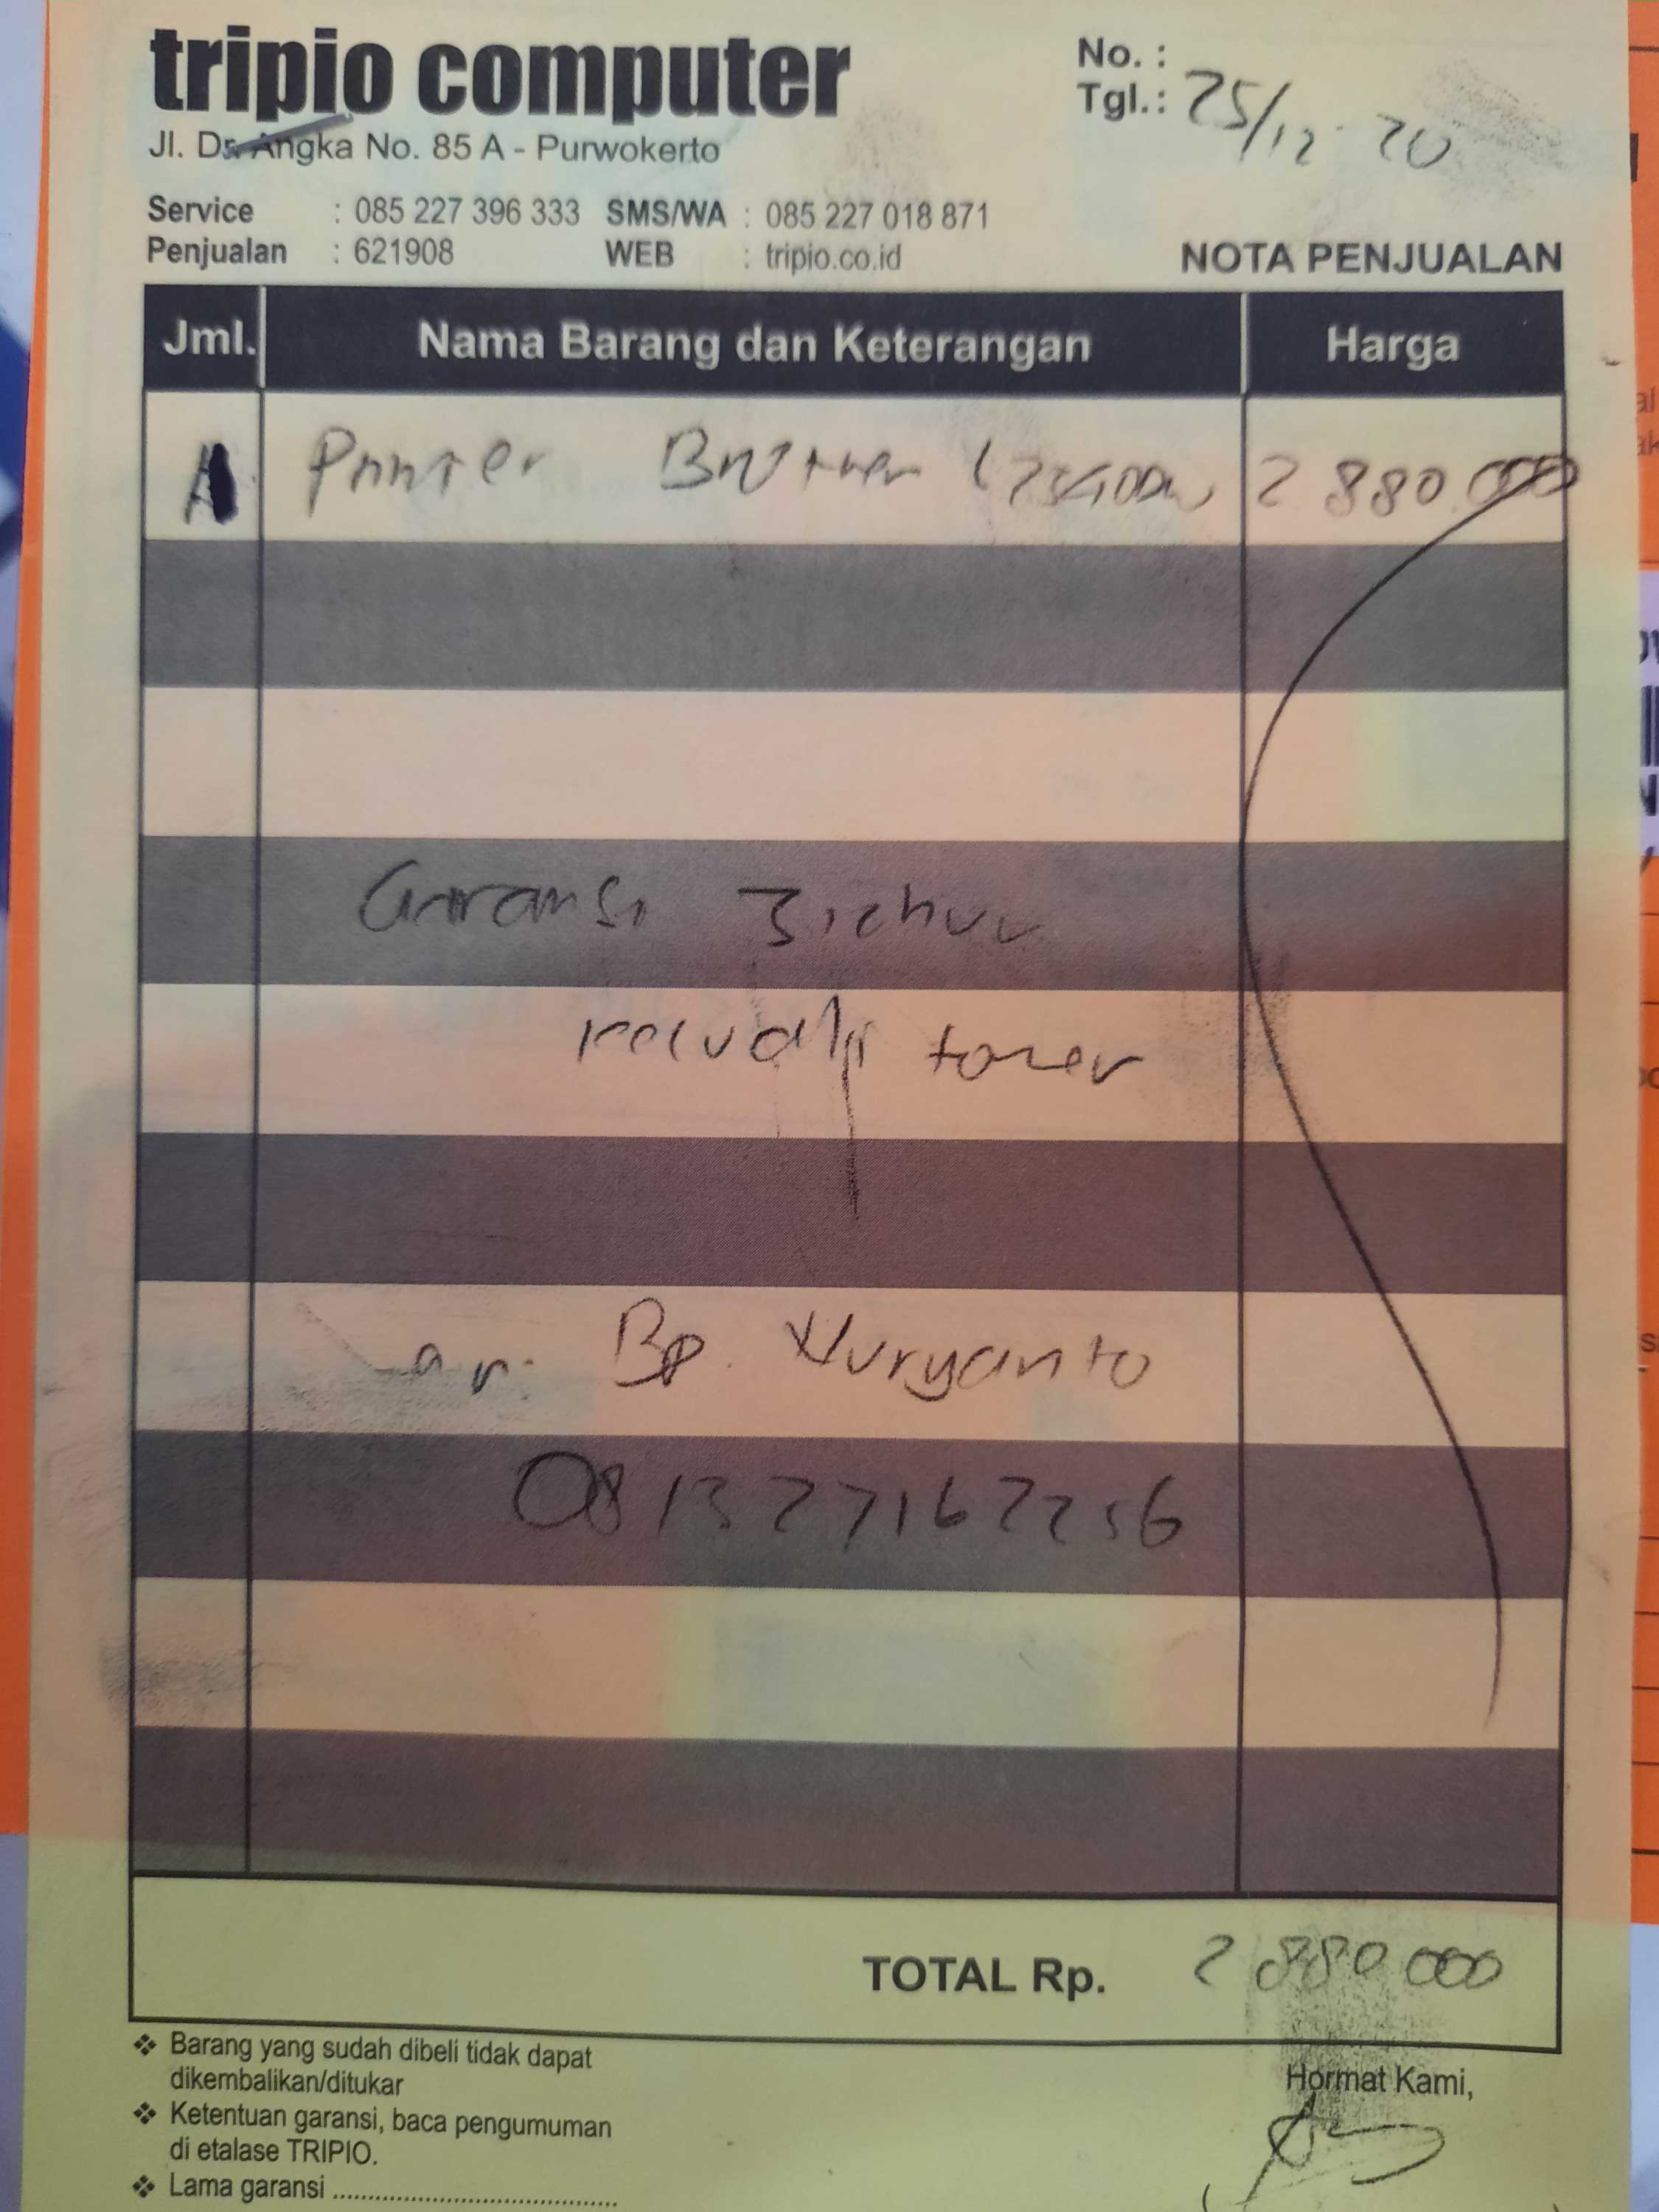 tripio computer
Jl. Dr. Angka No. 85 A - Purwokerto
No. :
Tgl.: 25/12 20
Service : 085 227 396 333 SMS/WA : 085 227 018 871
Penjualan : 621908 WEB : tripio.co.id
NOTA PENJUALAN
Jml. Nama Barang dan Keterangan Harga
Printer Brother 2 880.000
Garansi 3 tahun
kecuali toner
an. Bp. Nuryanto
081327162256
TOTAL Rp. 2 880 000
❖ Barang yang sudah dibeli tidak dapat
dikembalikan/ditukar
❖ Ketentuan garansi, baca pengumuman
di etalase TRIPIO.
❖ Lama garansi ..........................................
Hormat Kami,